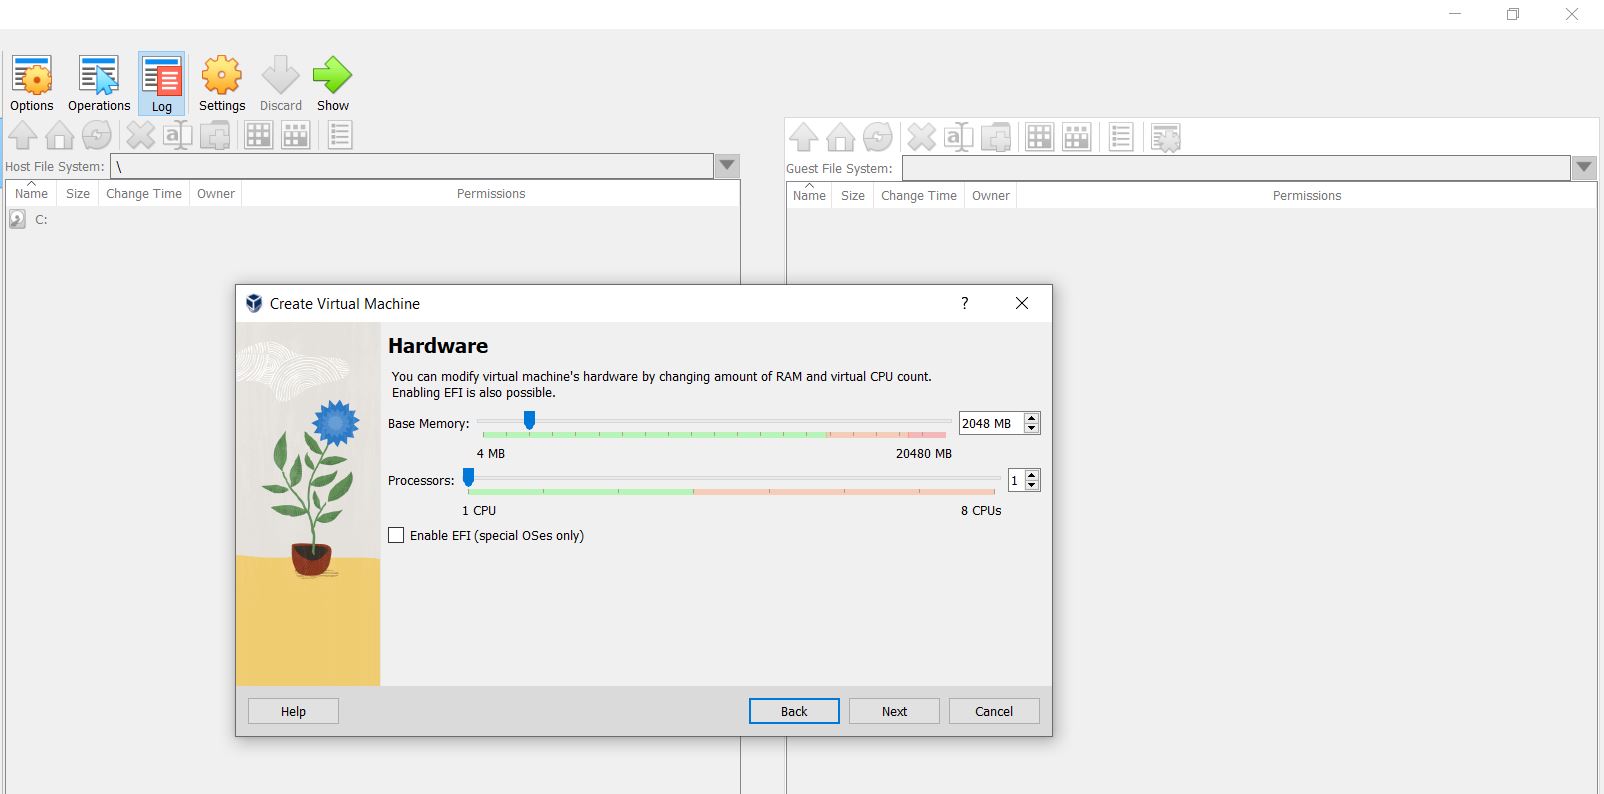 Options Operations Log Settings Discard Show
Host File System: \
Name Size Change Time Owner Permissions
C:
Guest File System:
Name Size Change Time Owner Permissions
Create Virtual Machine ?
Hardware
You can modify virtual machine's hardware by changing amount of RAM and virtual CPU count.
Enabling EFI is also possible.
Base Memory: 2048 MB
4 MB 20480 MB
Processors: 1
1 CPU 8 CPUs
Enable EFI (special OSes only)
Help Back Next Cancel